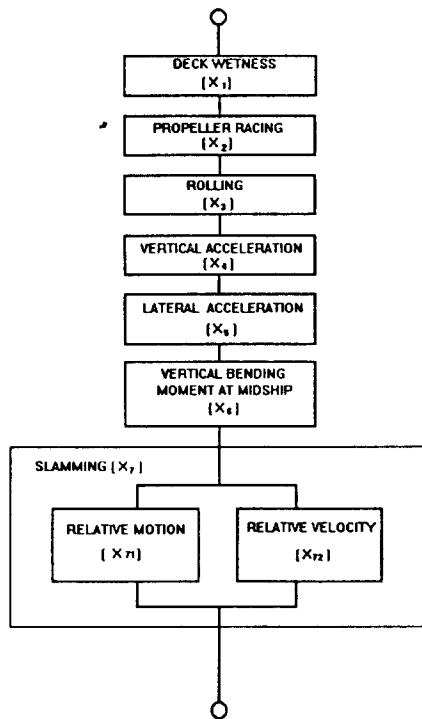 DECK WETNESS
[X₁]
PROPELLER RACING
[X₂]
ROLLING
[X₃]
VERTICAL ACCELERATION
[X₄]
LATERAL ACCELERATION
[X₅]
VERTICAL BENDING
MOMENT AT MIDSHIP
[X₆]
SLAMMING [X₇]
RELATIVE MOTION
[X₇₁]
RELATIVE VELOCITY
[X₇₂]